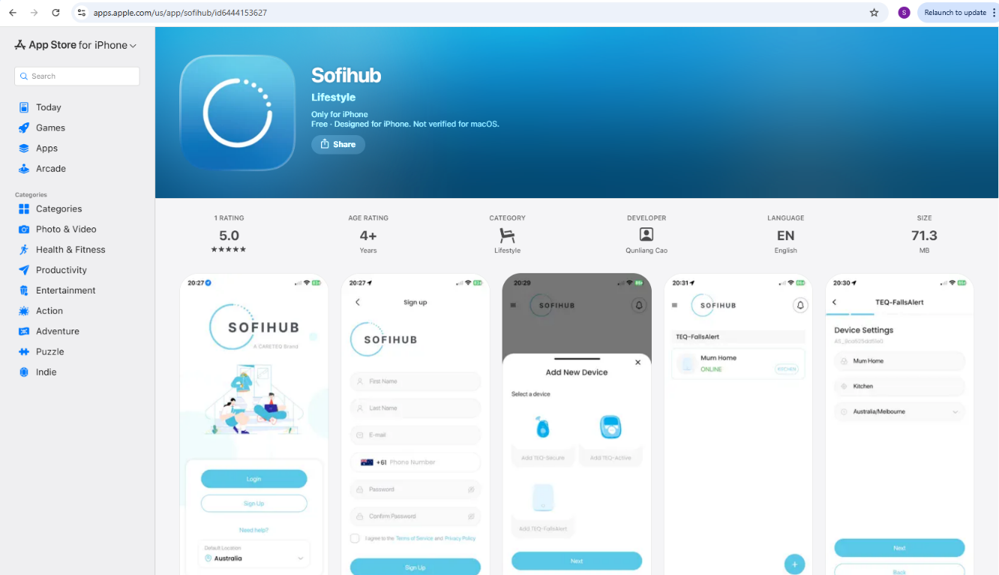 apps.apple.com/us/app/sofihub/id6444153627
S
Relaunch to update
App Store for iPhone
Search
Today
Games
Apps
Arcade
Categories
Categories
Photo & Video
Health & Fitness
Productivity
Entertainment
Action
Adventure
Puzzle
Indie
Sofihub
Lifestyle
Only for iPhone
Free · Designed for iPhone. Not verified for macOS.
Share
1 RATING
5.0
★★★★★
AGE RATING
4+
Years
CATEGORY
Lifestyle
DEVELOPER
Qunliang Cao
LANGUAGE
EN
English
SIZE
71.3
MB
20:27
SOFIHUB
A CARETEQ Brand
Login
Sign Up
Need help?
Default Location
Australia
20:27
Sign up
SOFIHUB
First Name
Last Name
E-mail
+61 Phone Number
Password
Confirm Password
I agree to the Terms of Service and Privacy Policy
Sign Up
20:29
SOFIHUB
Add New Device
Select a device
Add TEQ-Secure
Add TEQ-Active
Add TEQ-FallsAlert
Next
20:31
SOFIHUB
TEQ-FallsAlert
Mum Home
ONLINE
KITCHEN
+
20:30
TEQ-FallsAlert
Device Settings
Mum Home
Kitchen
Australia/Melbourne
Next
Back